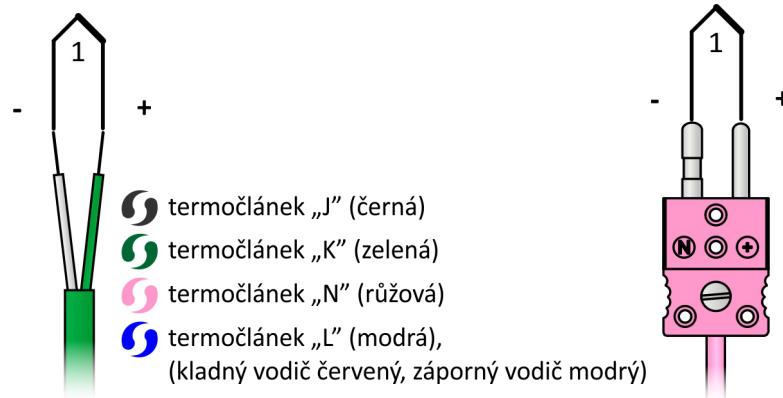 1
- +
termočlánek „J” (černá)
termočlánek „K” (zelená)
termočlánek „N” (růžová)
termočlánek „L” (modrá),
(kladný vodič červený, záporný vodič modrý)
1
- +
N +